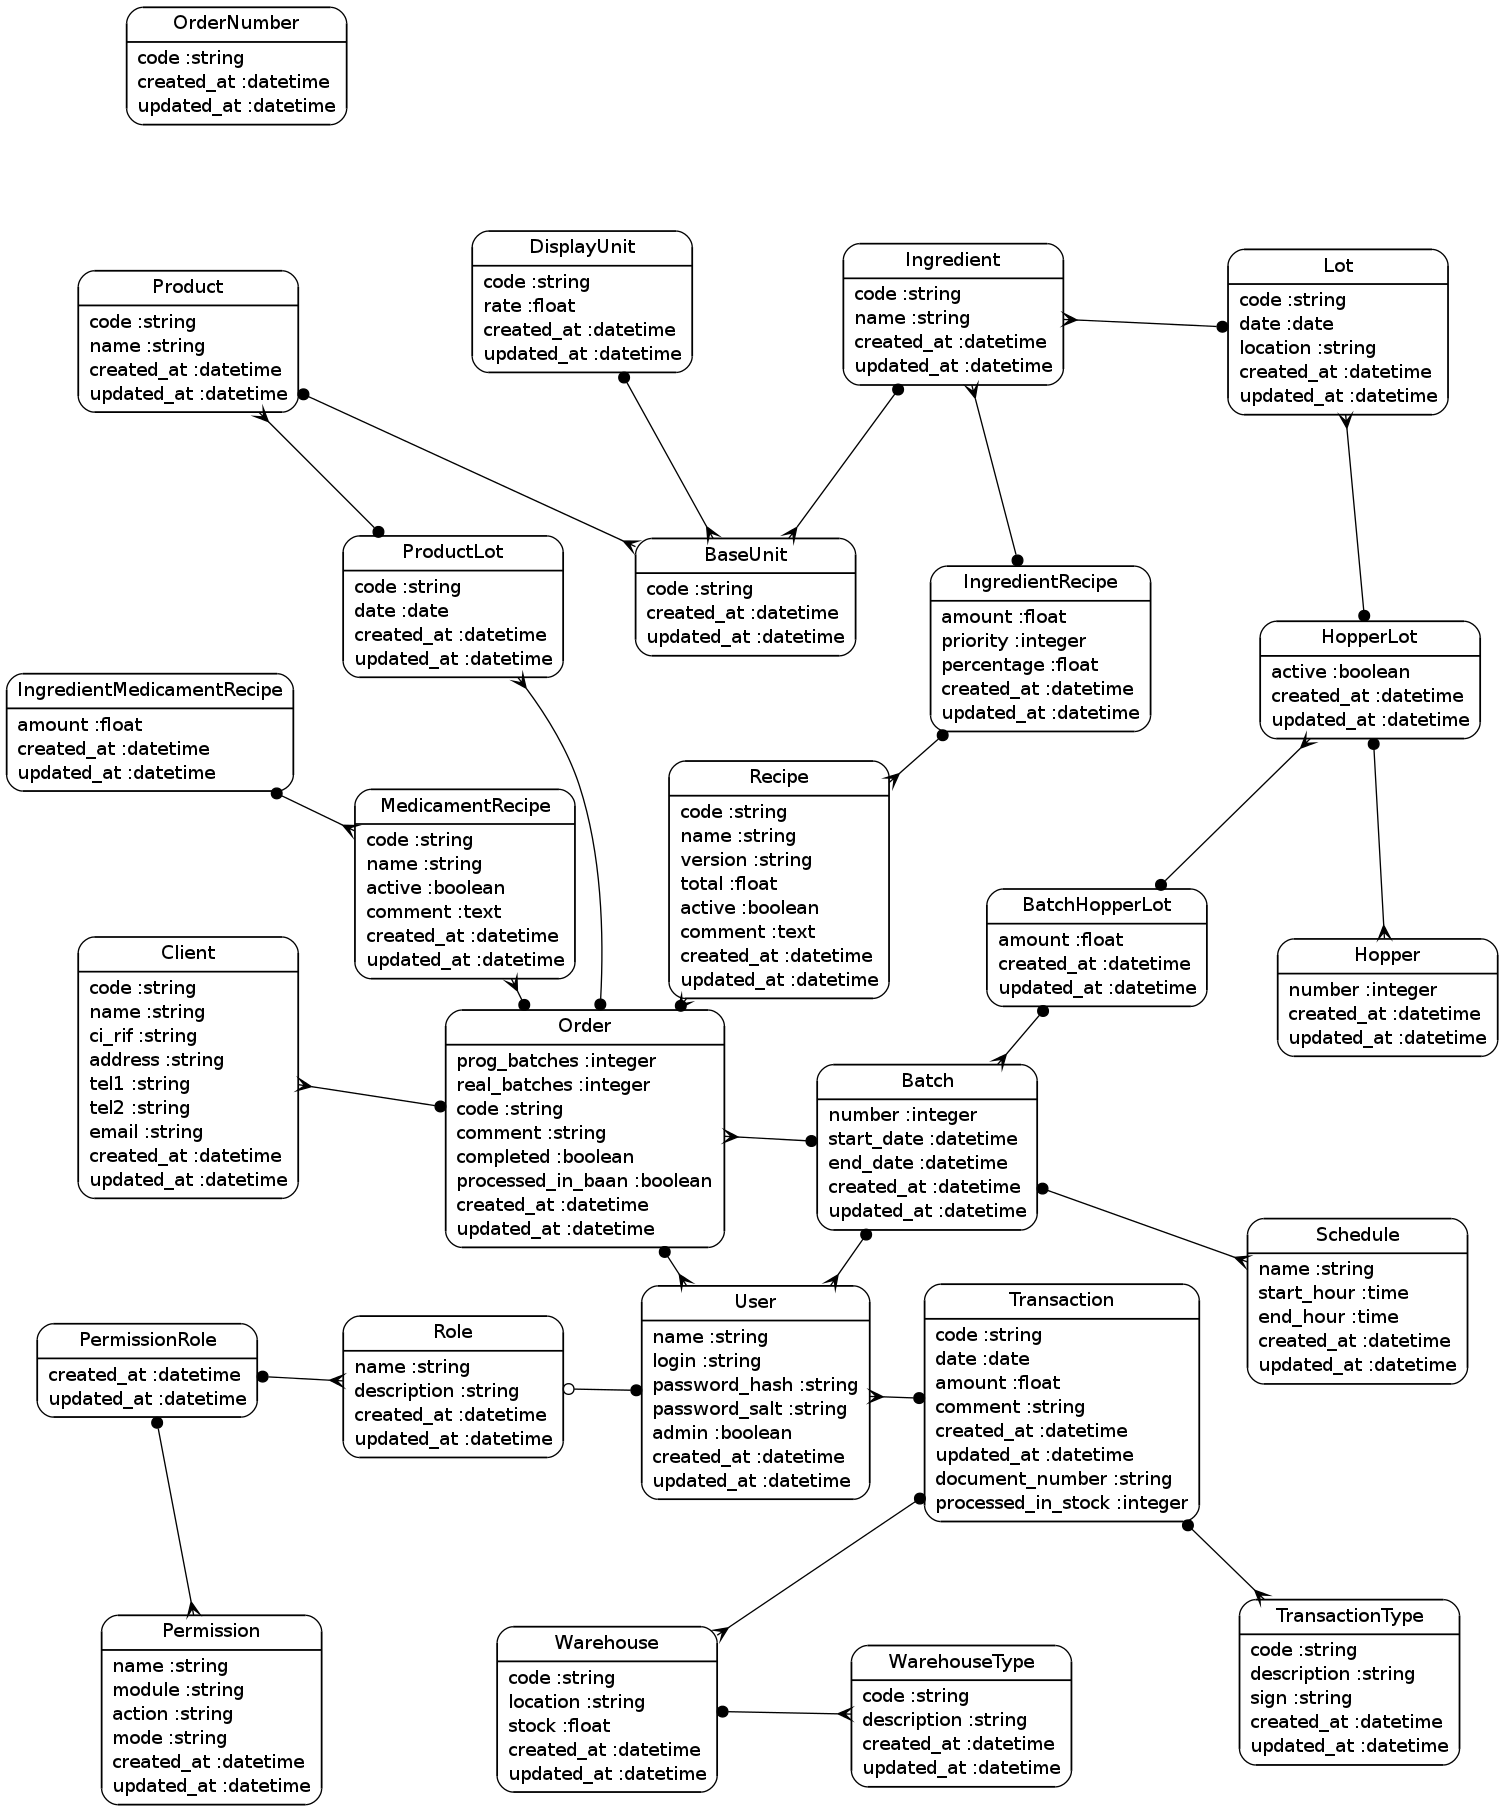 OrderNumber
code :string
created_at :datetime
updated_at :datetime
DisplayUnit
code :string
rate :float
created_at :datetime
updated_at :datetime
Ingredient
code :string
name :string
created_at :datetime
updated_at :datetime
Lot
code :string
date :date
location :string
created_at :datetime
updated_at :datetime
Product
code :string
name :string
created_at :datetime
updated_at :datetime
ProductLot
code :string
date :date
created_at :datetime
updated_at :datetime
BaseUnit
code :string
created_at :datetime
updated_at :datetime
IngredientRecipe
amount :float
priority :integer
percentage :float
created_at :datetime
updated_at :datetime
HopperLot
active :boolean
created_at :datetime
updated_at :datetime
IngredientMedicamentRecipe
amount :float
created_at :datetime
updated_at :datetime
MedicamentRecipe
code :string
name :string
active :boolean
comment :text
created_at :datetime
updated_at :datetime
Recipe
code :string
name :string
version :string
total :float
active :boolean
comment :text
created_at :datetime
updated_at :datetime
BatchHopperLot
amount :float
created_at :datetime
updated_at :datetime
Hopper
number :integer
created_at :datetime
updated_at :datetime
Client
code :string
name :string
ci_rif :string
address :string
tel1 :string
tel2 :string
email :string
created_at :datetime
updated_at :datetime
Order
prog_batches :integer
real_batches :integer
code :string
comment :string
completed :boolean
processed_in_baan :boolean
created_at :datetime
updated_at :datetime
Batch
number :integer
start_date :datetime
end_date :datetime
created_at :datetime
updated_at :datetime
Schedule
name :string
start_hour :time
end_hour :time
created_at :datetime
updated_at :datetime
PermissionRole
created_at :datetime
updated_at :datetime
Role
name :string
description :string
created_at :datetime
updated_at :datetime
User
name :string
login :string
password_hash :string
password_salt :string
admin :boolean
created_at :datetime
updated_at :datetime
Transaction
code :string
date :date
amount :float
comment :string
created_at :datetime
updated_at :datetime
document_number :string
processed_in_stock :integer
Permission
name :string
module :string
action :string
mode :string
created_at :datetime
updated_at :datetime
Warehouse
code :string
location :string
stock :float
created_at :datetime
updated_at :datetime
WarehouseType
code :string
description :string
created_at :datetime
updated_at :datetime
TransactionType
code :string
description :string
sign :string
created_at :datetime
updated_at :datetime